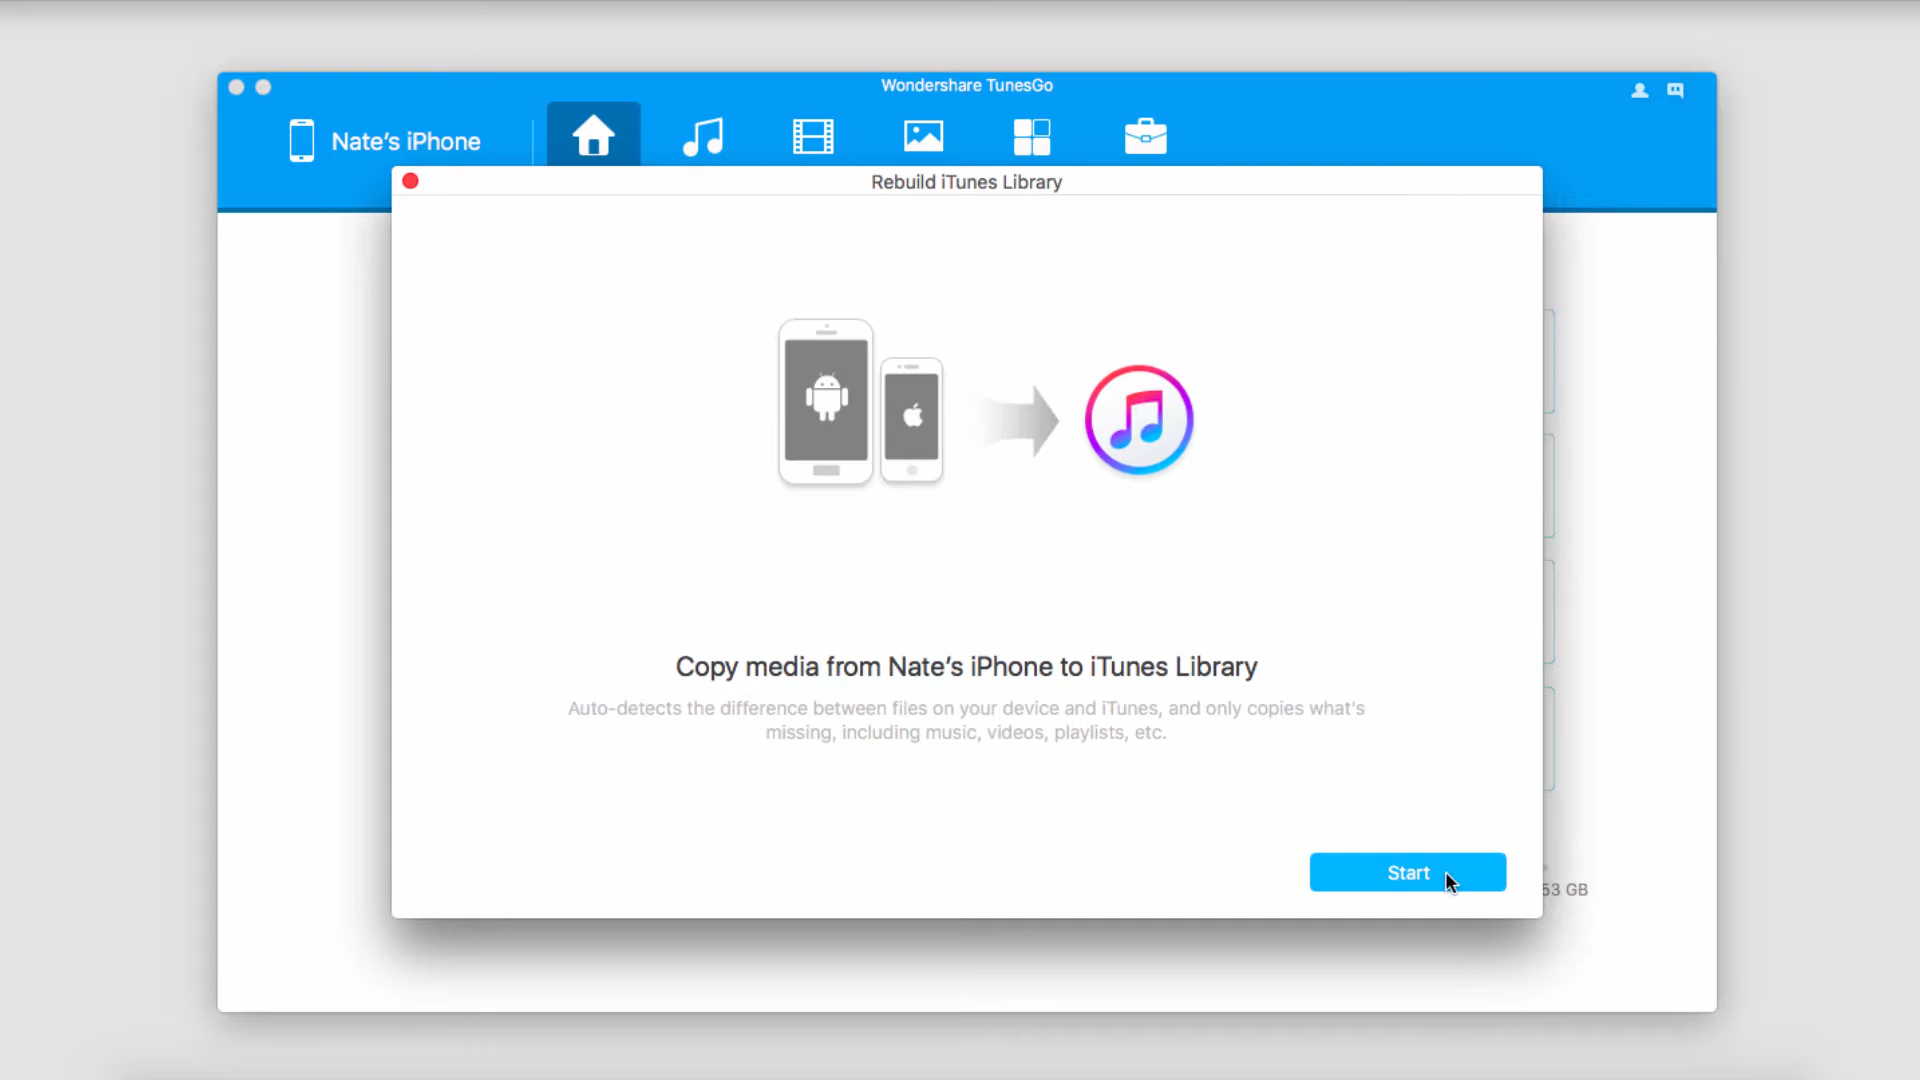 Wondershare TunesGo
Nate’s iPhone
Rebuild iTunes Library
Copy media from Nate’s iPhone to iTunes Library
Auto-detects the difference between files on your device and iTunes, and only copies what's
missing, including music, videos, playlists, etc.
Start
53 GB